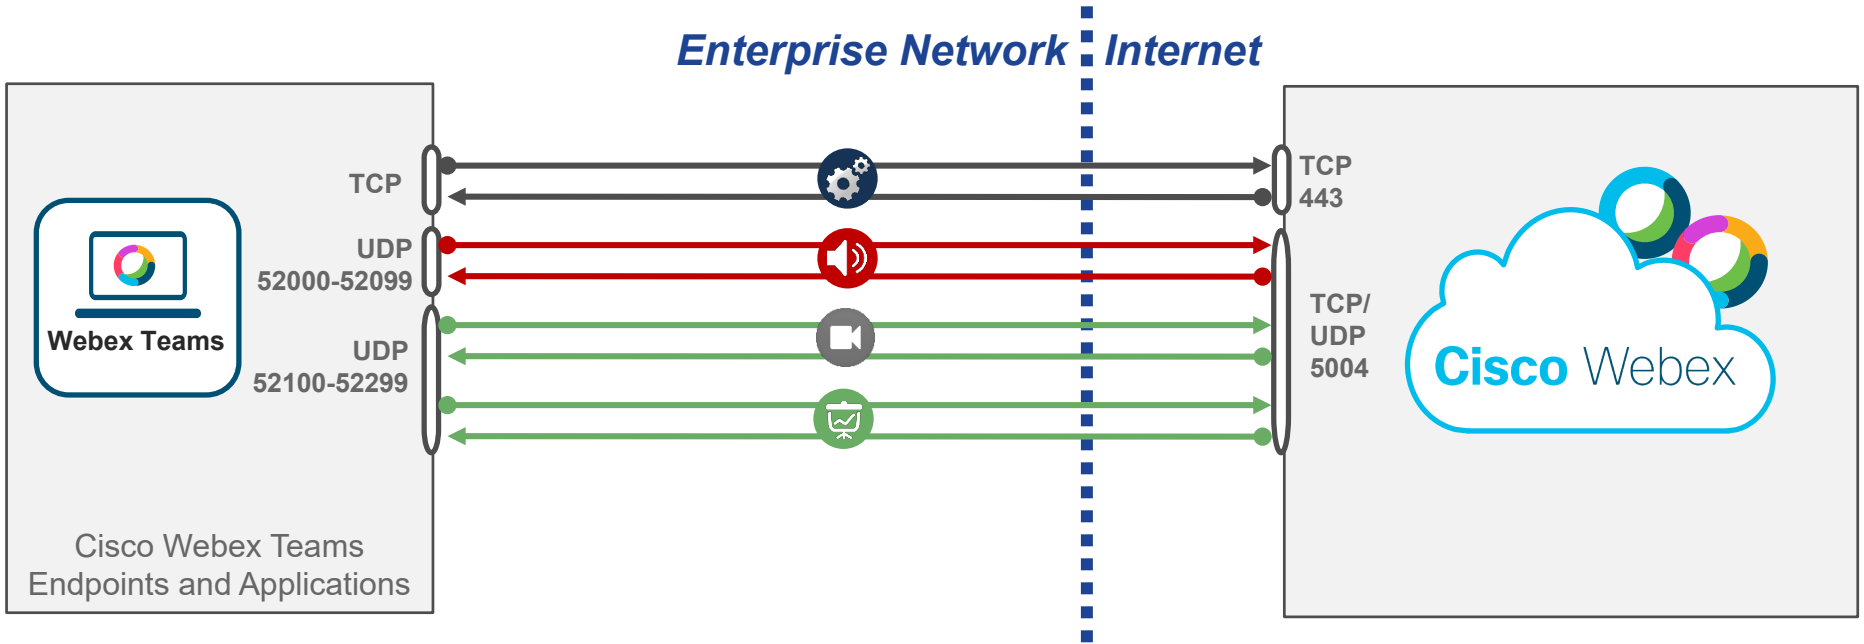 Enterprise Network
Internet
TCP
UDP
52000-52099
UDP
52100-52299
Webex Teams
Cisco Webex Teams
Endpoints and Applications
TCP
443
TCP/
UDP
5004
Cisco Webex